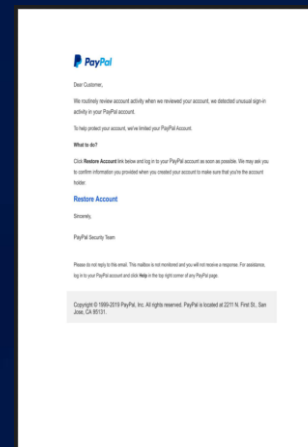 PayPal
Dear Customer,
We routinely review account activity when we reviewed your account, we detected unusual sign-in
activity in your PayPal account.
To help protect your account, we've limited your PayPal Account.
What to do?
Click Restore Account link below and log in to your PayPal account as soon as possible. We may ask you
to confirm information you provided when you created your account to make sure that you're the account
holder.
Restore Account
Sincerely,
PayPal Security Team
Please do not reply to this email. This mailbox is not monitored and you will not receive a response. For assistance,
log in to your PayPal account and click Help in the top right corner of any PayPal page.
Copyright © 1999-2019 PayPal, Inc. All rights reserved. PayPal is located at 2211 N. First St., San
Jose, CA 95131.